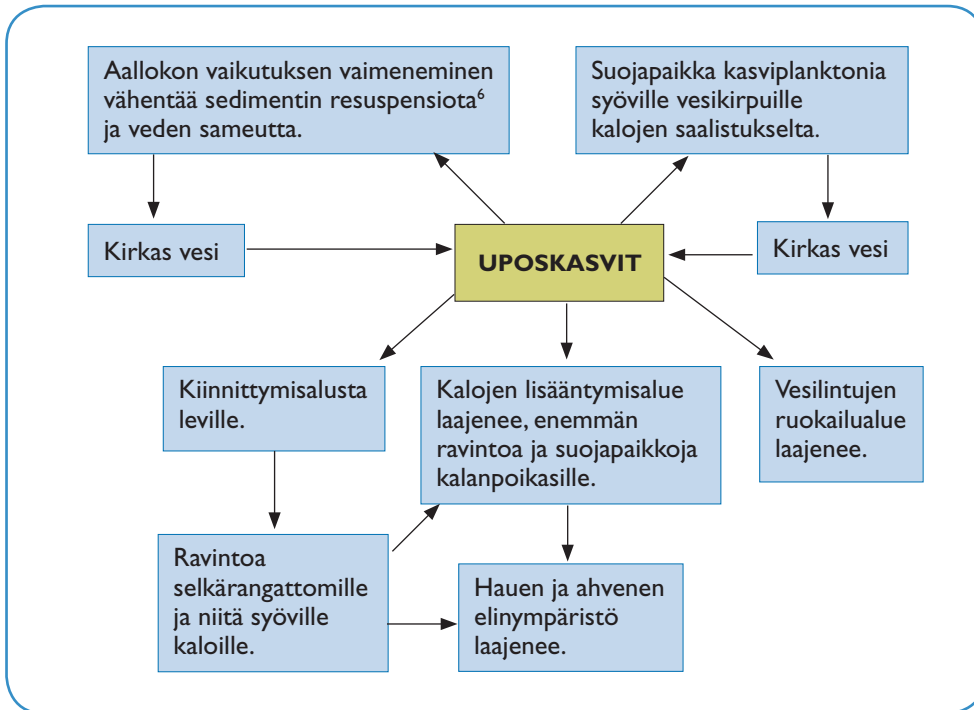 Aallokon vaikutuksen vaimeneminen
vähentää sedimentin resuspensiota⁶
ja veden sameutta.
Suojapaikka kasviplanktonia
syöville vesikirpuille
kalojen saalistukselta.
Kirkas vesi
UPOSKASVIT
Kirkas vesi
Kiinnittymisalusta
leville.
Kalojen lisääntymisalue
laajenee, enemmän
ravintoa ja suojapaikkoja
kalanpoikasille.
Vesilintujen
ruokailualue
laajenee.
Ravintoa
selkärangattomille
ja niitä syöville
kaloille.
Hauen ja ahvenen
elinympäristö
laajenee.